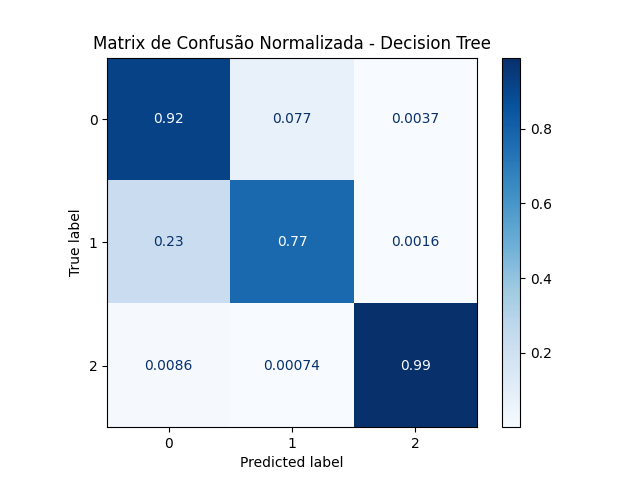 Matrix de Confusão Normalizada - Decision Tree
0 0.92 0.077 0.0037
1 0.23 0.77 0.0016
2 0.0086 0.00074 0.99
0 1 2
Predicted label
True label
0.8
0.6
0.4
0.2